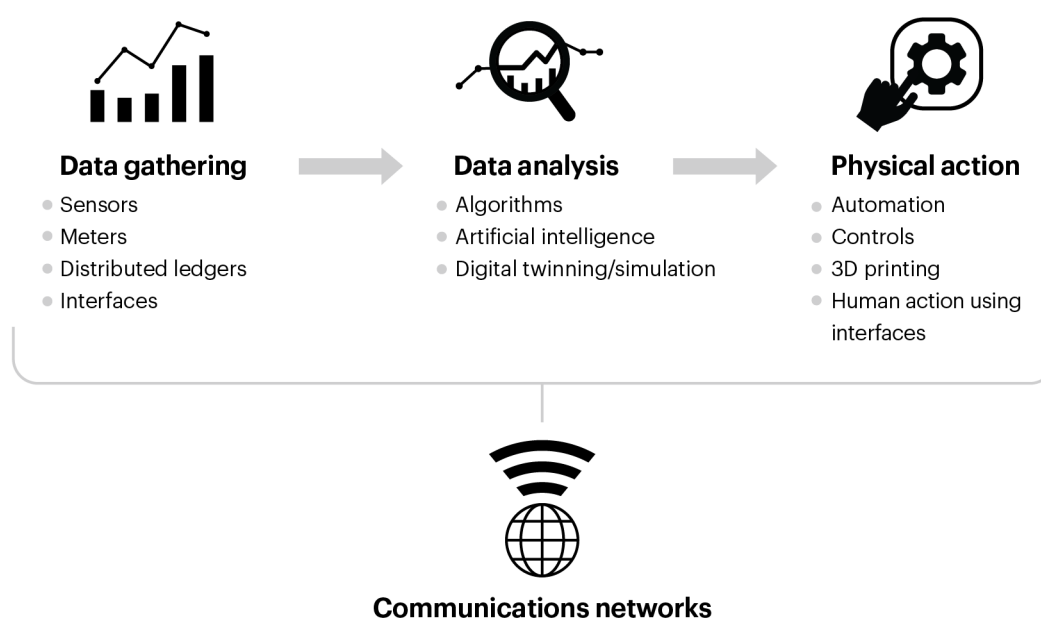 Data gathering
Sensors
Meters
Distributed ledgers
Interfaces
Data analysis
Algorithms
Artificial intelligence
Digital twinning/simulation
Physical action
Automation
Controls
3D printing
Human action using
interfaces
Communications networks